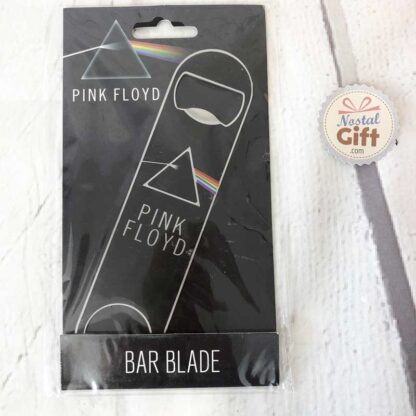 PINK FLOYD
PINK
FLOYD
BAR BLADE
Nostal
Gift
.com